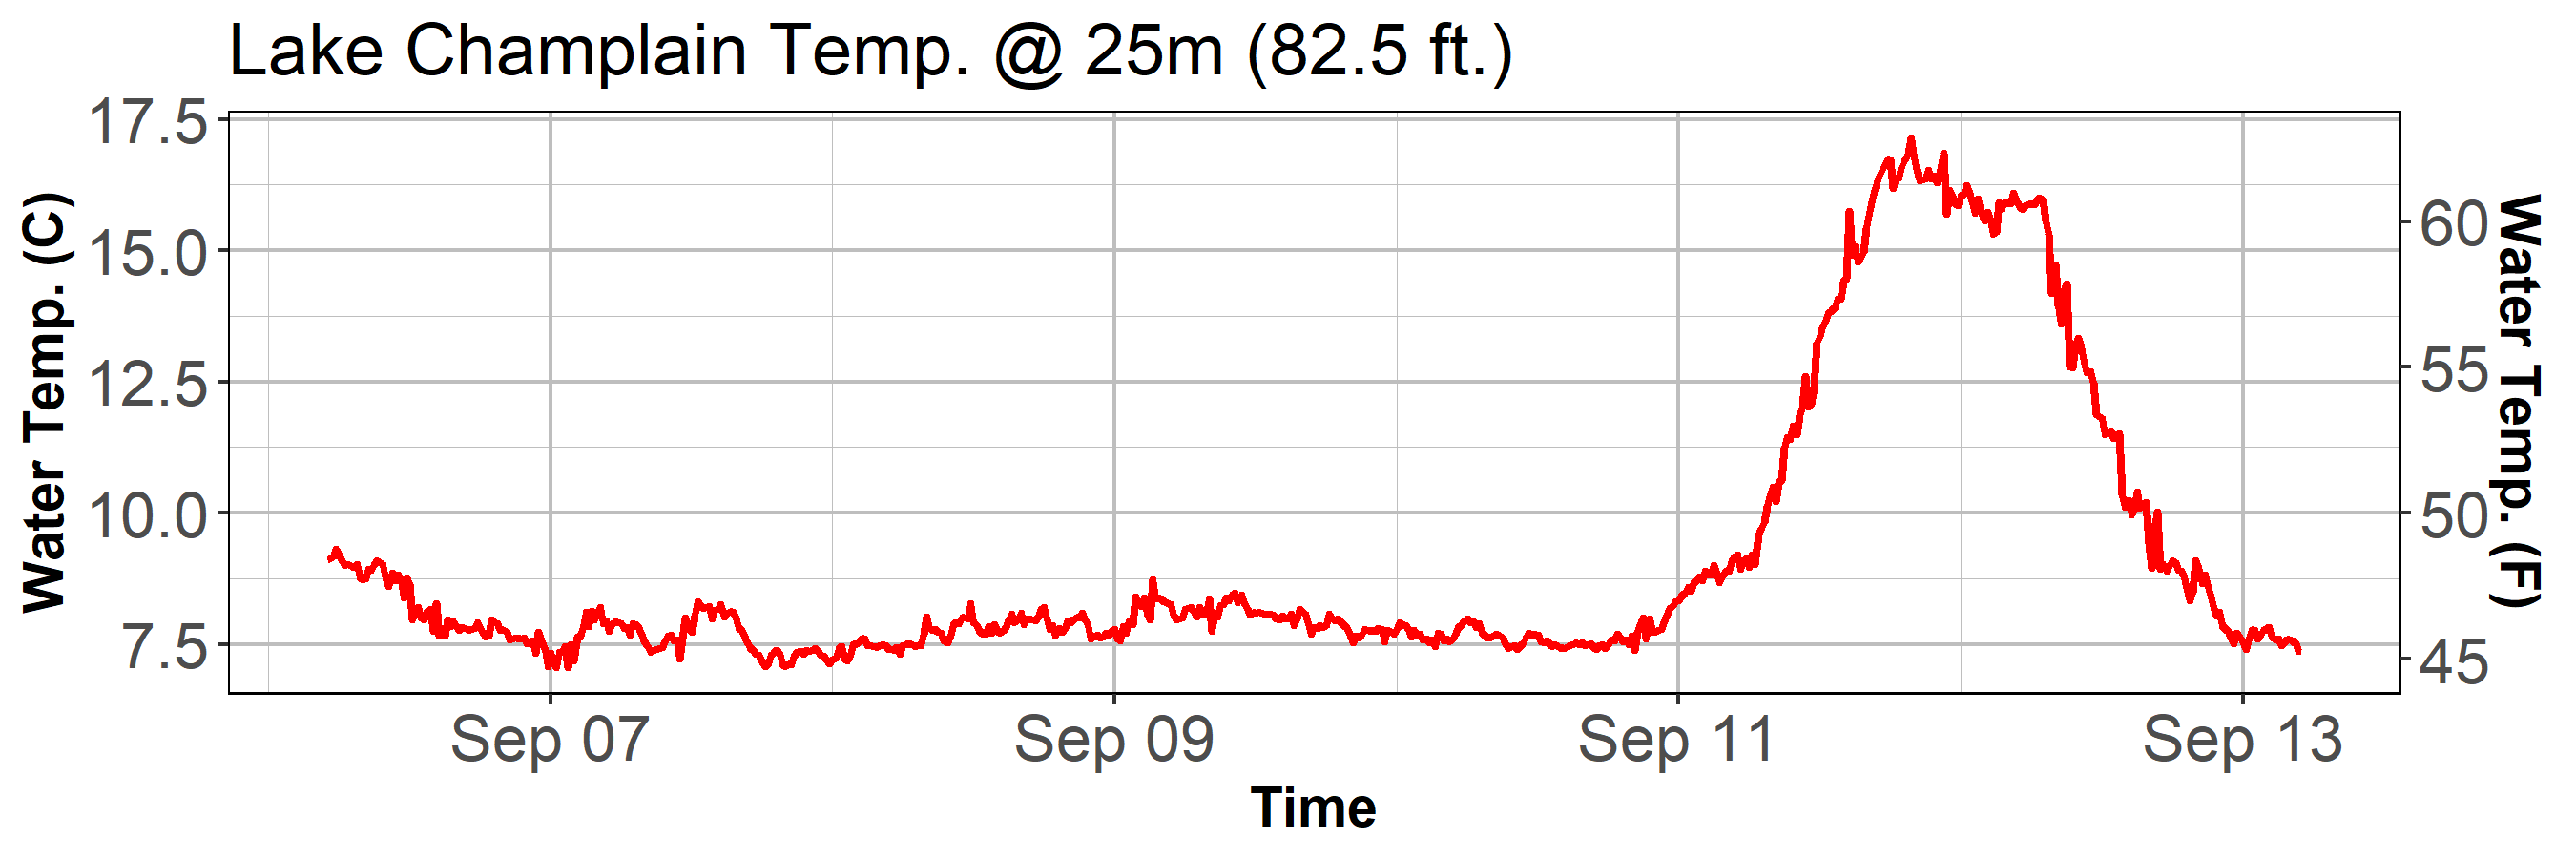 Lake Champlain Temp. @ 25m (82.5 ft.)
Water Temp. (C)
17.5
15.0
12.5
10.0
7.5
60
55
50
45
Water Temp. (F)
Sep 07 Sep 09 Sep 11 Sep 13
Time